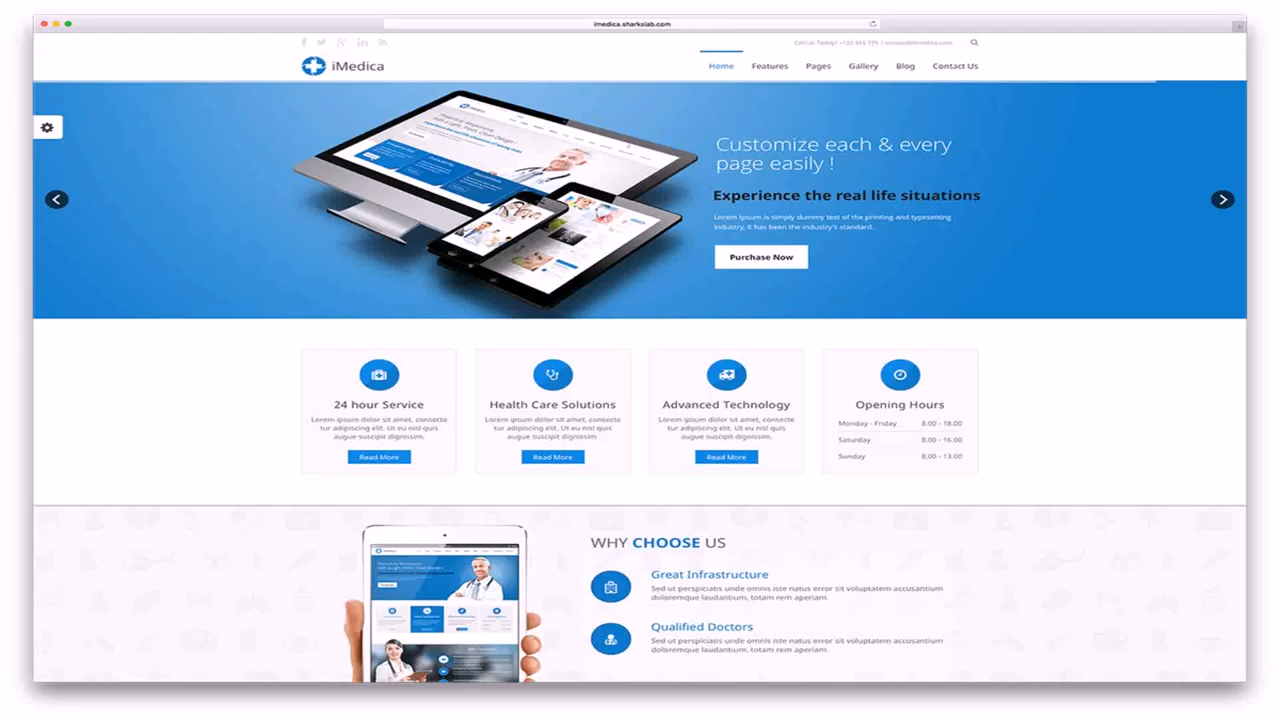 imedica.sharkslab.com
iMedica
Home Features Pages Gallery Blog Contact Us
Customize each & every
page easily !
Experience the real life situations
Lorem Ipsum is simply dummy text of the printing and typesetting
industry, it has been the industry's standard.
Purchase Now
24 hour Service
Lorem ipsum dolor sit amet, consecte
tur adipiscing elit. Ut eu nisl quis
augue suscipit dignissim.
Read More
Health Care Solutions
Lorem ipsum dolor sit amet, consecte
tur adipiscing elit. Ut eu nisl quis
augue suscipit dignissim.
Read More
Advanced Technology
Lorem ipsum dolor sit amet, consecte
tur adipiscing elit. Ut eu nisl quis
augue suscipit dignissim.
Read More
Opening Hours
Monday - Friday 8.00 - 18.00
Saturday 8.00 - 16.00
Sunday 8.00 - 13.00
WHY CHOOSE US
Great Infrastructure
Sed ut perspiciatis unde omnis iste natus error sit voluptatem accusantium
doloremque laudantium, totam rem aperiam.
Qualified Doctors
Sed ut perspiciatis unde omnis iste natus error sit voluptatem accusantium
doloremque laudantium, totam rem aperiam.